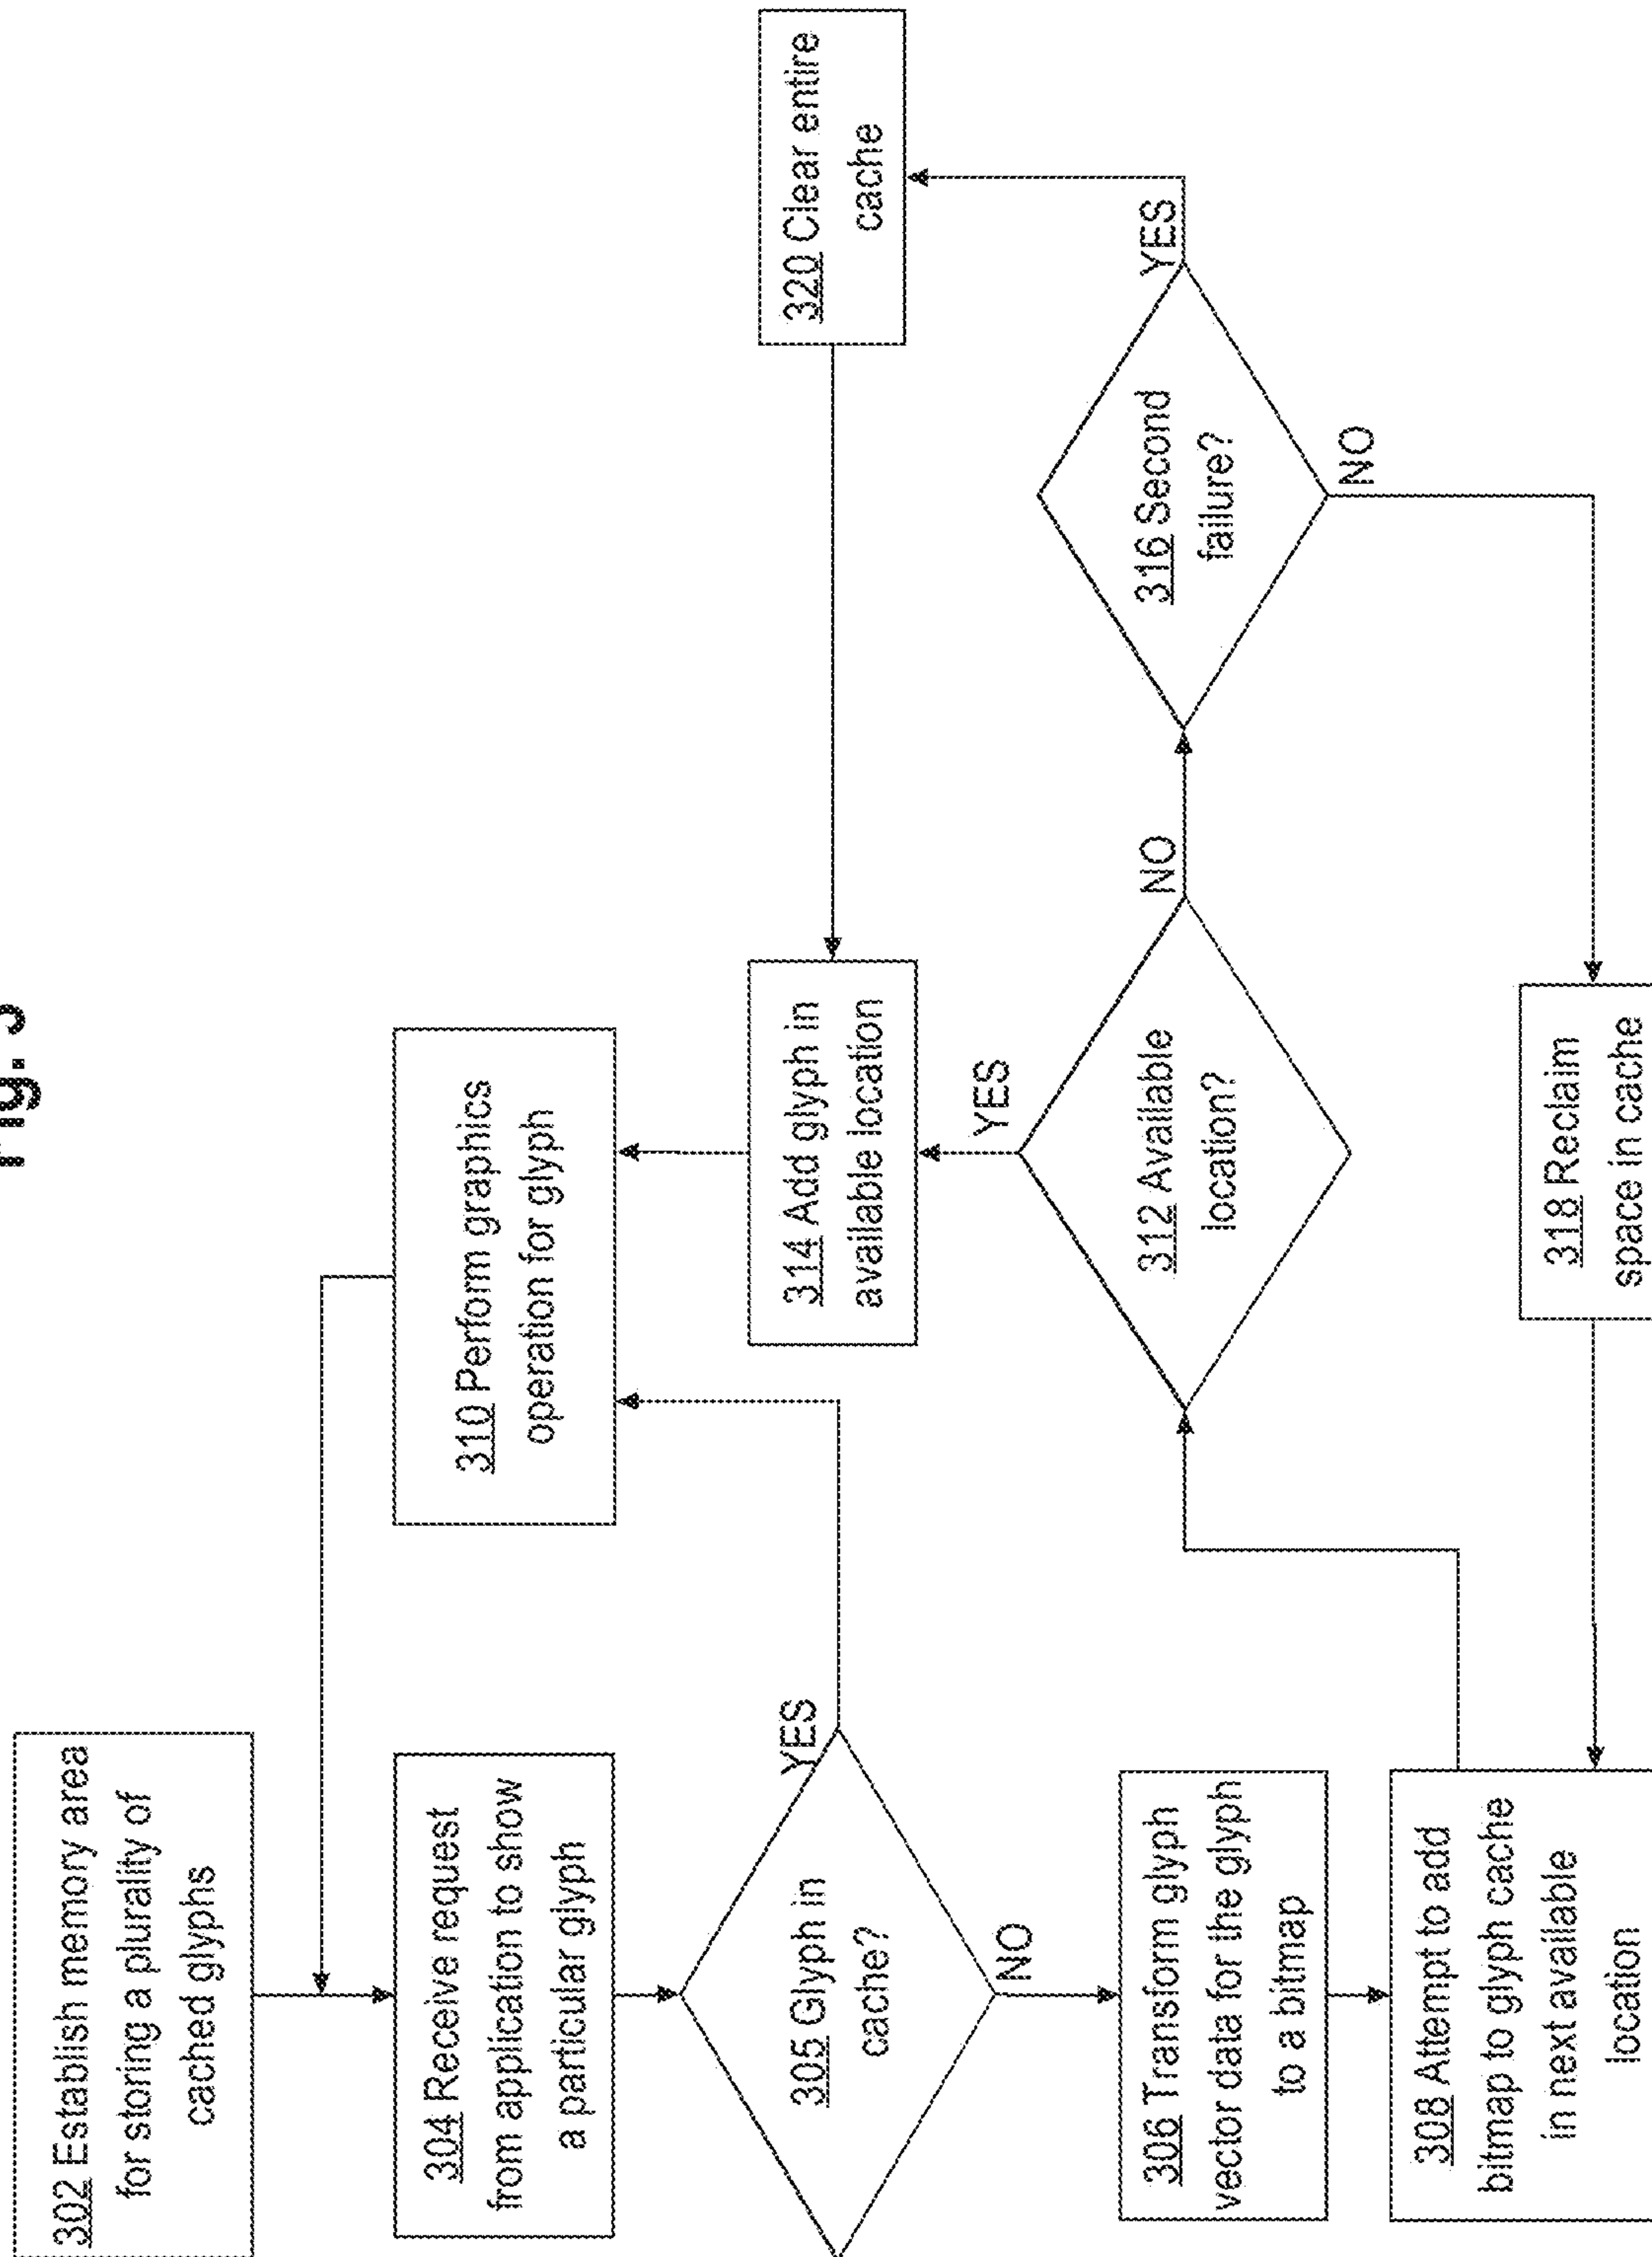 Fig. 3
302 Establish memory area
for storing a plurality of
cached glyphs
304 Receive request
from application to show
a particular glyph
305 Glyph in
cache?
YES
NO
306 Transform glyph
vector data for the glyph
to a bitmap
308 Attempt to add
bitmap to glyph cache
in next available
location
310 Perform graphics
operation for glyph
314 Add glyph in
available location
YES
312 Available
location?
NO
318 Reclaim
space in cache
316 Second
failure?
YES
NO
320 Clear entire
cache